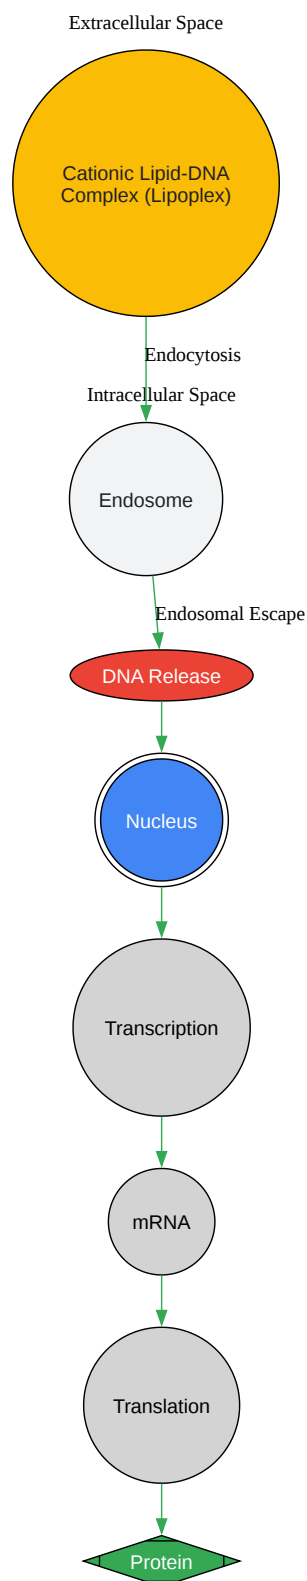 Extracellular Space
Cationic Lipid-DNA
Complex (Lipoplex)
Endocytosis
Intracellular Space
Endosome
Endosomal Escape
DNA Release
Nucleus
Transcription
mRNA
Translation
Protein